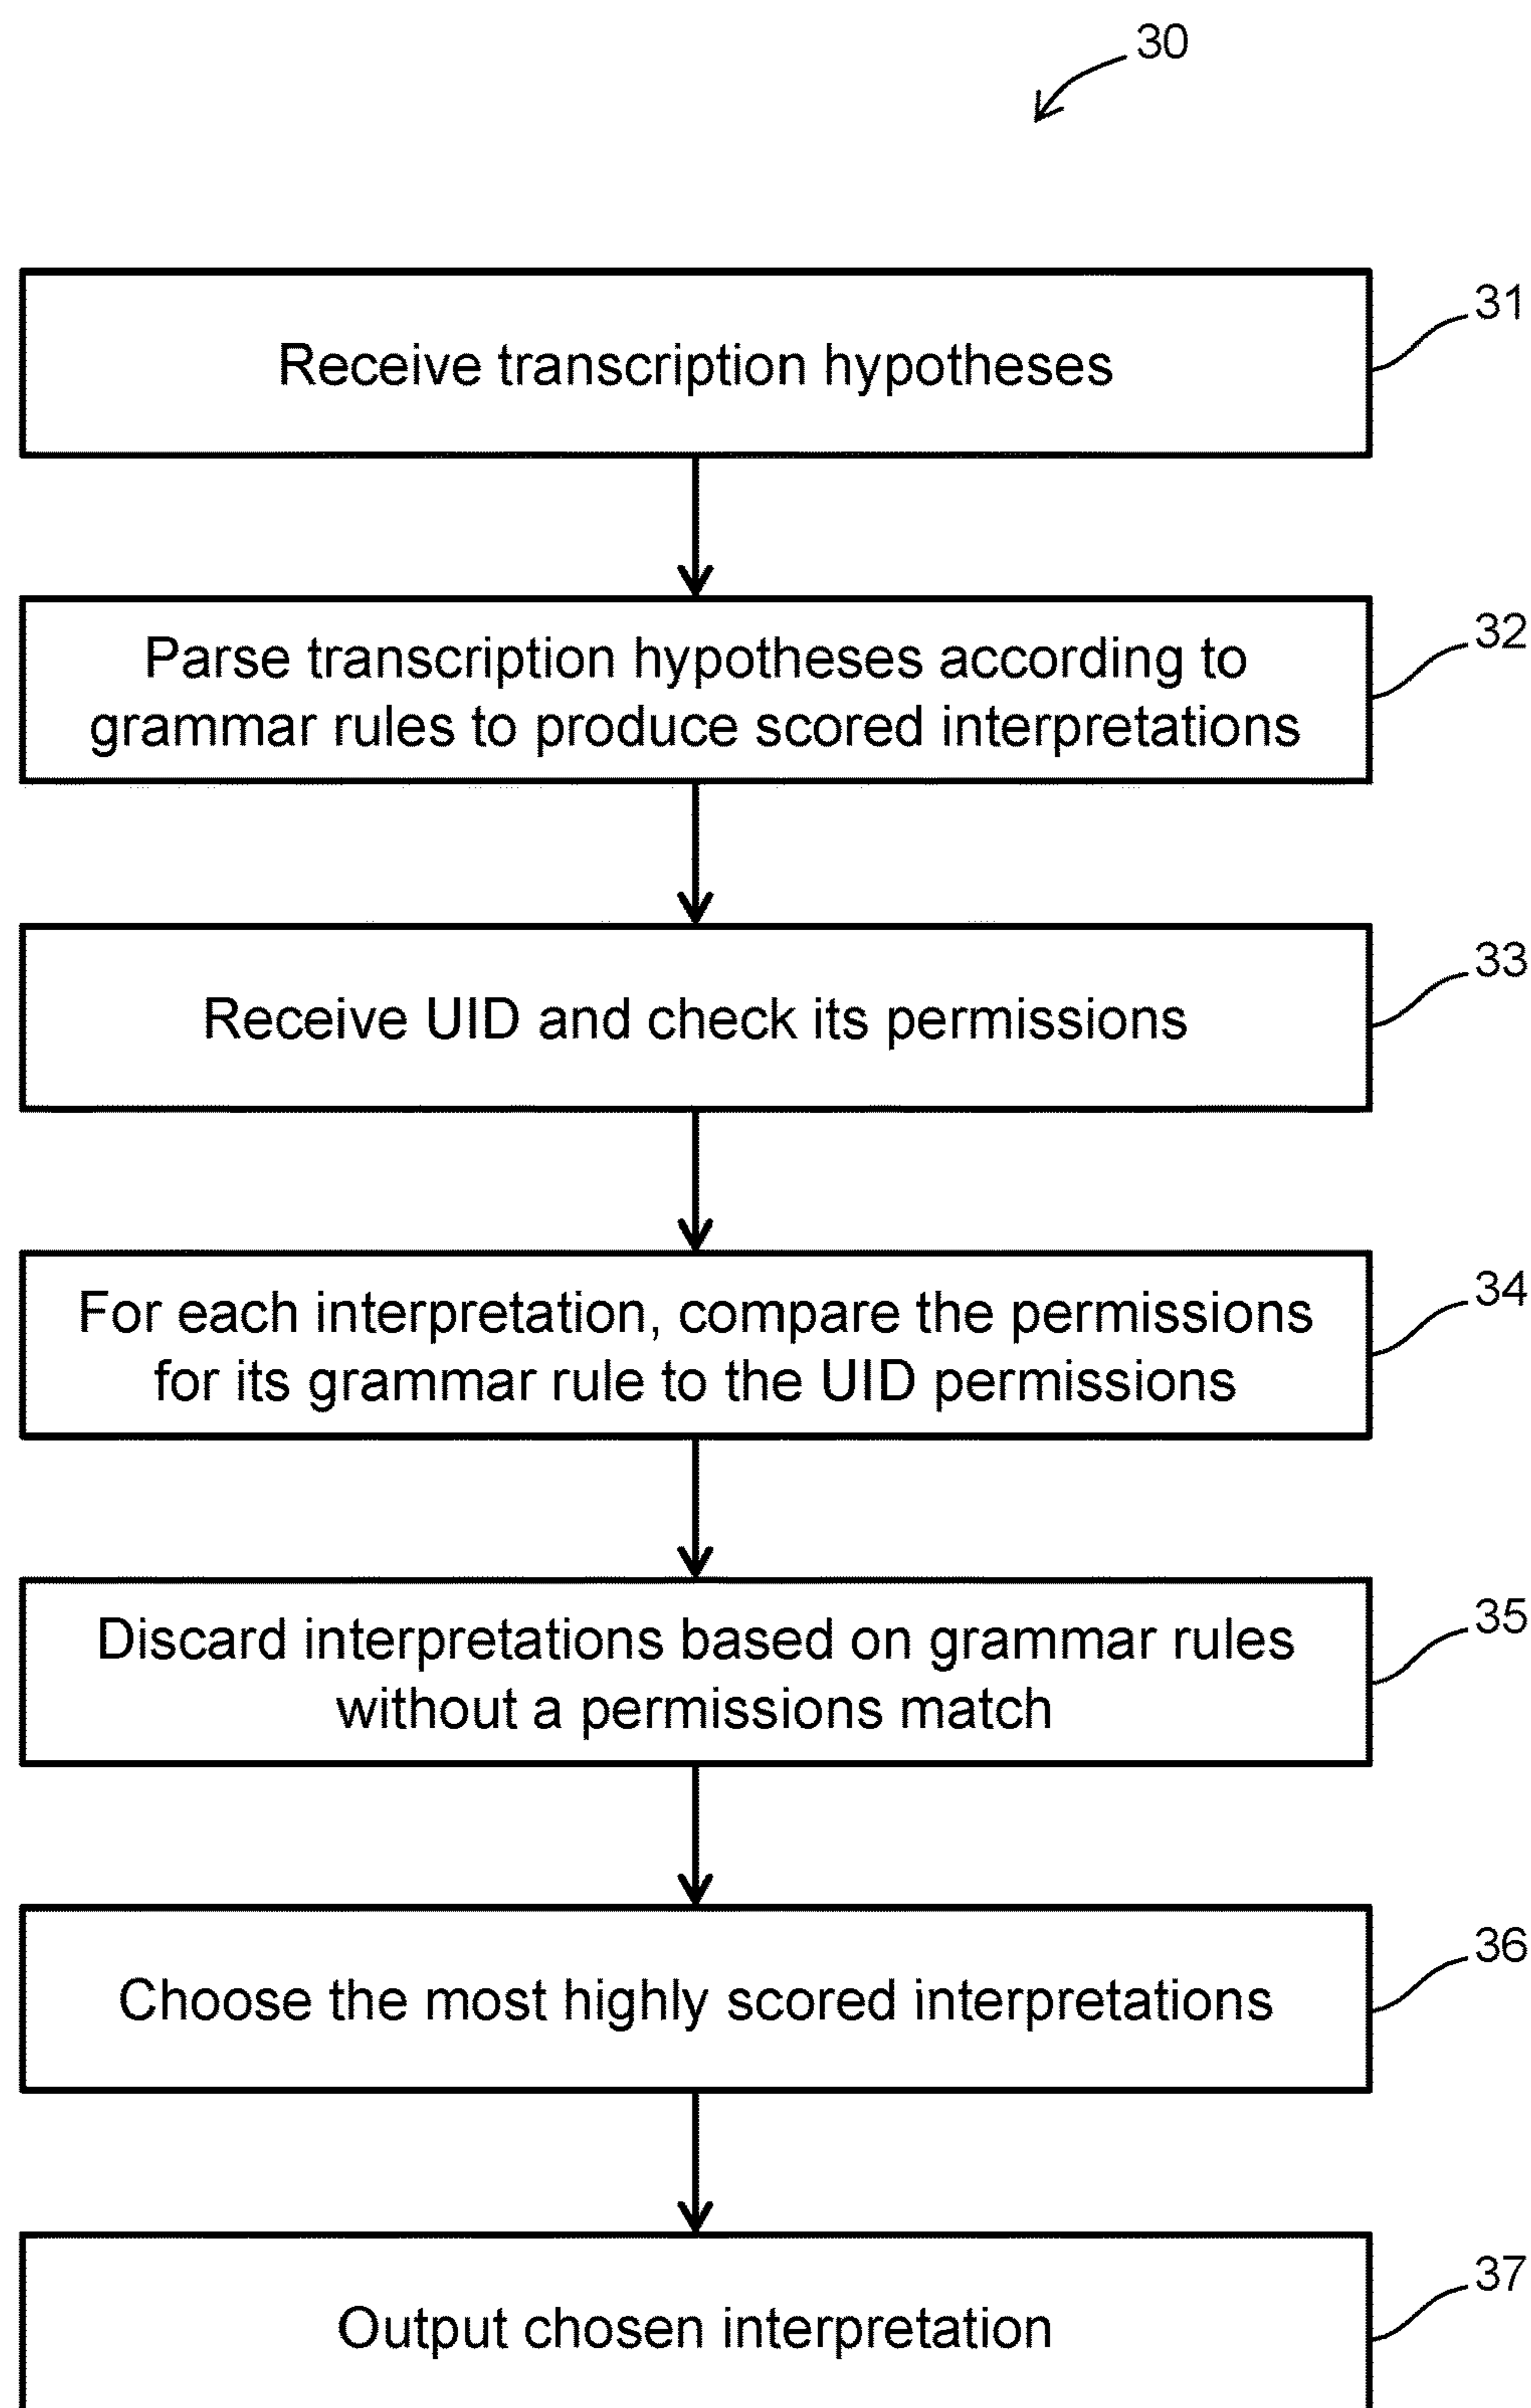 30
Receive transcription hypotheses
31
Parse transcription hypotheses according to
grammar rules to produce scored interpretations
32
Receive UID and check its permissions
33
For each interpretation, compare the permissions
for its grammar rule to the UID permissions
34
Discard interpretations based on grammar rules
without a permissions match
35
Choose the most highly scored interpretations
36
Output chosen interpretation
37